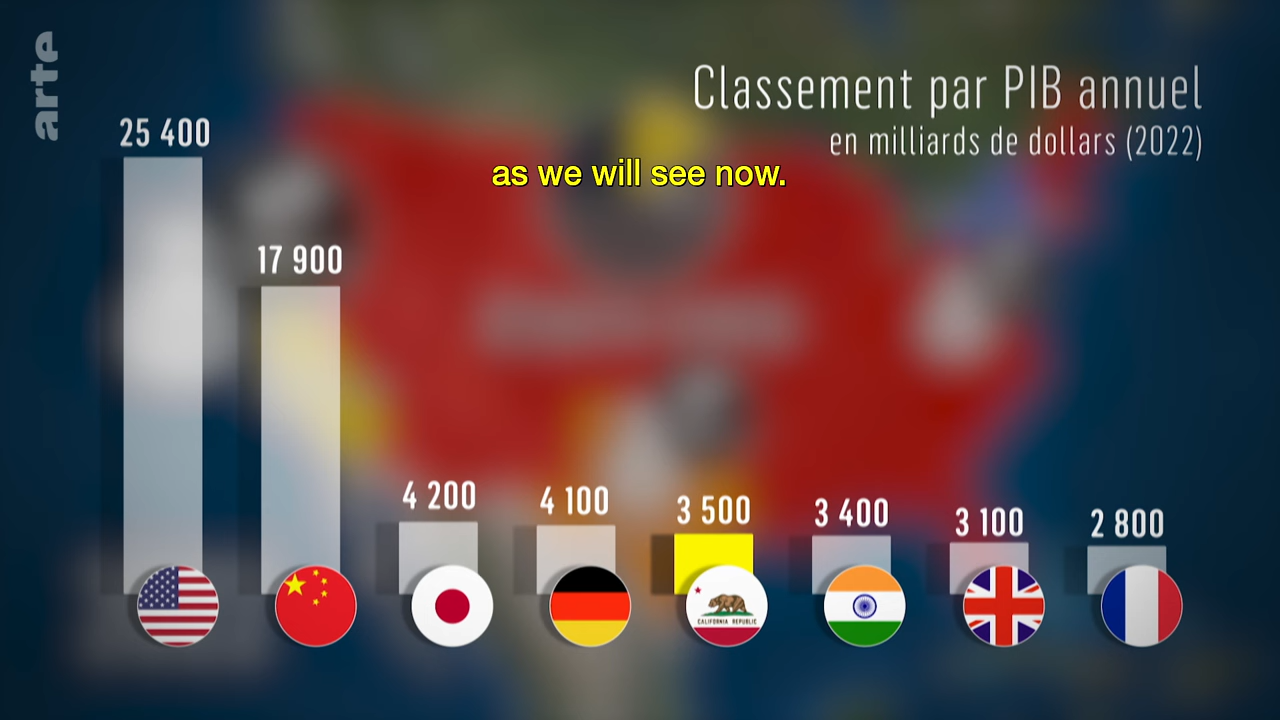 arte
Classement par PIB annuel
en milliards de dollars (2022)
as we will see now.
25 400
17 900
4 200
4 100
3 500
3 400
3 100
2 800
CALIFORNIA REPUBLIC